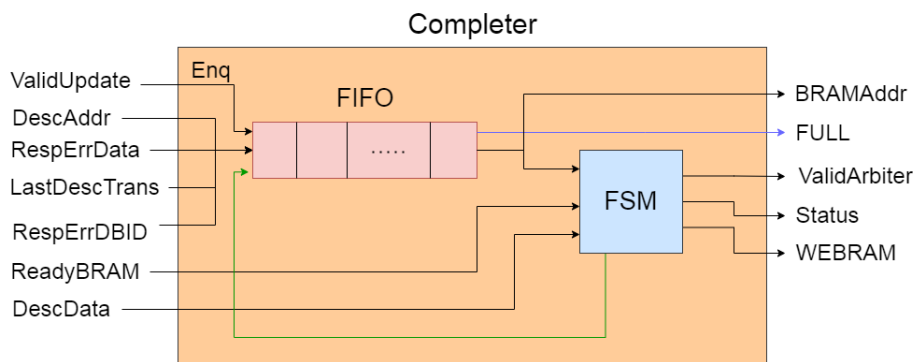 Completer
ValidUpdate
Enq
FIFO
BRAMAddr
DescAddr
FULL
RespErrData
.....
ValidArbiter
LastDescTrans
FSM
Status
RespErrDBID
WEBRAM
ReadyBRAM
DescData